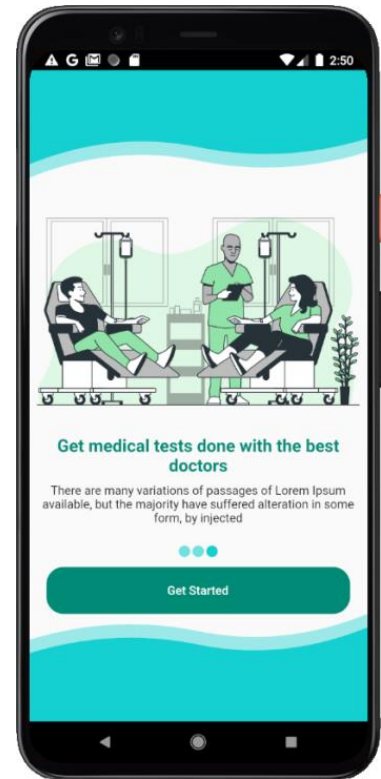 G
2:50
Get medical tests done with the best
doctors
There are many variations of passages of Lorem Ipsum
available, but the majority have suffered alteration in some
form, by injected
Get Started